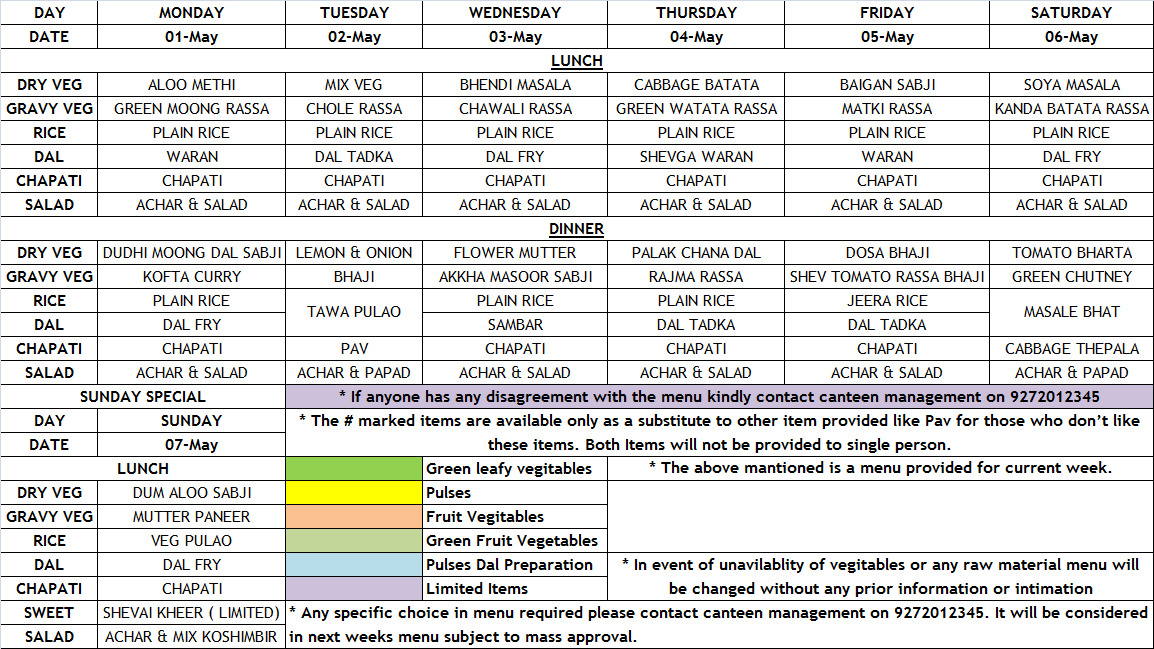 DAY MONDAY TUESDAY WEDNESDAY THURSDAY FRIDAY SATURDAY
DATE 01-May 02-May 03-May 04-May 05-May 06-May
LUNCH
DRY VEG ALOO METHI MIX VEG BHENDI MASALA CABBAGE BATATA BAIGAN SABJI SOYA MASALA
GRAVY VEG GREEN MOONG RASSA CHOLE RASSA CHAWALI RASSA GREEN WATATA RASSA MATKI RASSA KANDA BATATA RASSA
RICE PLAIN RICE PLAIN RICE PLAIN RICE PLAIN RICE PLAIN RICE PLAIN RICE
DAL WARAN DAL TADKA DAL FRY SHEVGA WARAN WARAN DAL FRY
CHAPATI CHAPATI CHAPATI CHAPATI CHAPATI CHAPATI CHAPATI
SALAD ACHAR & SALAD ACHAR & SALAD ACHAR & SALAD ACHAR & SALAD ACHAR & SALAD ACHAR & SALAD
DINNER
DRY VEG DUDHI MOONG DAL SABJI LEMON & ONION FLOWER MUTTER PALAK CHANA DAL DOSA BHAJI TOMATO BHARTA
GRAVY VEG KOFTA CURRY BHAJI AKKHA MASOOR SABJI RAJMA RASSA SHEV TOMATO RASSA BHAJI GREEN CHUTNEY
RICE PLAIN RICE TAWA PULAO PLAIN RICE PLAIN RICE JEERA RICE MASALE BHAT
DAL DAL FRY SAMBAR DAL TADKA DAL TADKA
CHAPATI CHAPATI PAV CHAPATI CHAPATI CHAPATI CABBAGE THEPALA
SALAD ACHAR & SALAD ACHAR & PAPAD ACHAR & SALAD ACHAR & SALAD ACHAR & SALAD ACHAR & PAPAD
SUNDAY SPECIAL * If anyone has any disagreement with the menu kindly contact canteen management on 9272012345
DAY SUNDAY * The # marked items are available only as a substitute to other item provided like Pav for those who don't like
DATE 07-May these items. Both Items will not be provided to single person.
LUNCH Green leafy vegitables * The above mantioned is a menu provided for current week.
DRY VEG DUM ALOO SABJI Pulses
GRAVY VEG MUTTER PANEER Fruit Vegitables
RICE VEG PULAO Green Fruit Vegetables
DAL DAL FRY Pulses Dal Preparation * In event of unavilablity of vegitables or any raw material menu will
CHAPATI CHAPATI Limited Items be changed without any prior information or intimation
SWEET SHEVAI KHEER ( LIMITED) * Any specific choice in menu required please contact canteen management on 9272012345. It will be considered
SALAD ACHAR & MIX KOSHIMBIR in next weeks menu subject to mass approval.